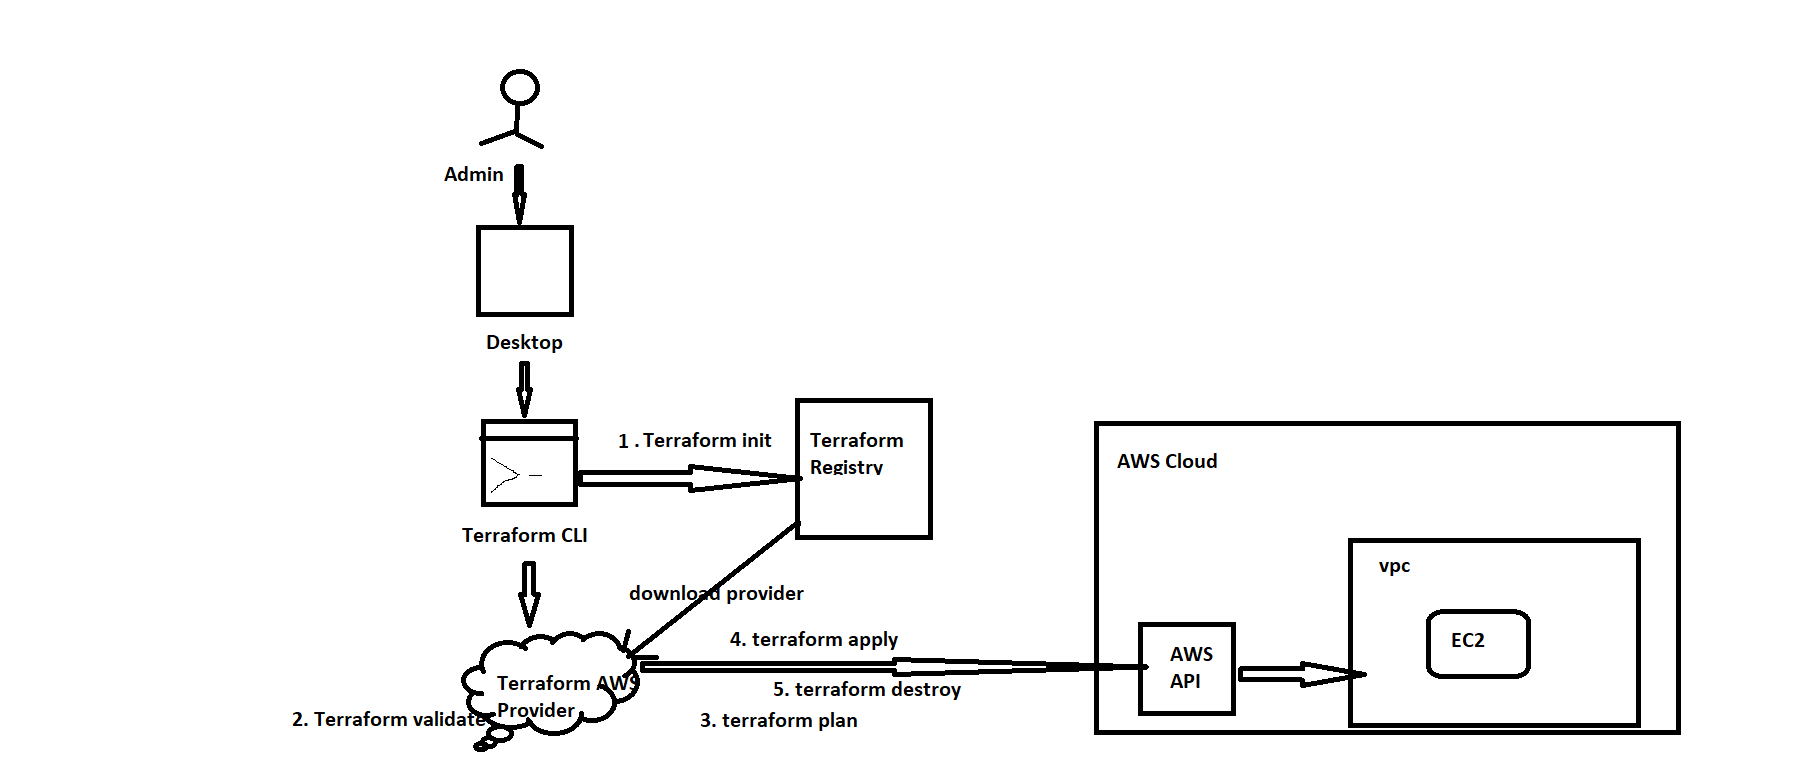 Admin
Desktop
1 . Terraform init
Terraform
Registry
AWS Cloud
Terraform CLI
vpc
download provider
4. terraform apply
EC2
AWS
API
Terraform AWS
Provider
5. terraform destroy
2. Terraform validate
3. terraform plan